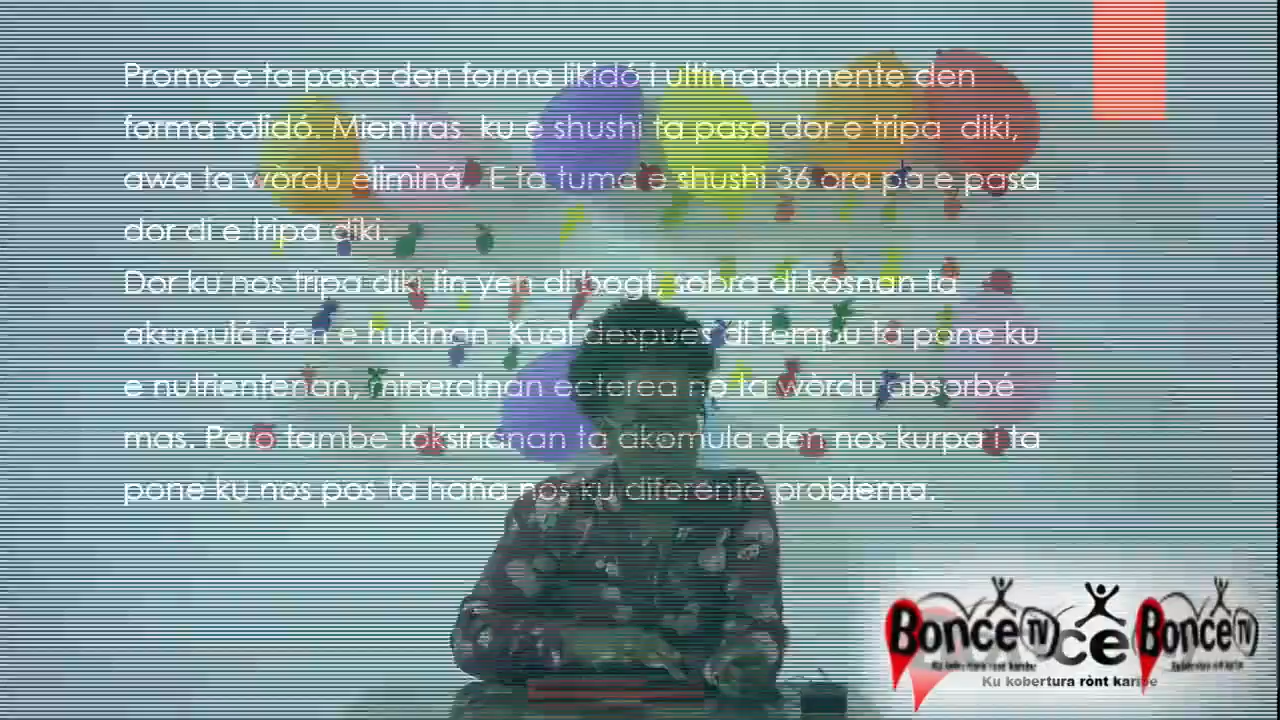 Prome e ta pasa den forma likidó i ultimadamente den
forma solidó. Mientras ku e shushi ta pasa dor e tripa diki,
awa ta wòrdu eliminá. E ta tuma e shushi 36 ora pa e pasa
dor di e tripa diki.
Dor ku nos tripa diki tin yen di bogt, sobra di kosnan ta
akumulá den e hukinan. Kual despues di tempu ta pone ku
e nutrientenan, mineralnan ecterea no ta wòrdu absorbé
mas. Pero tambe tòksinanan ta akomula den nos kurpa i ta
pone ku nos pos ta haña nos ku diferente problema.
Bonce TV ce Bonce TV
Ku kobertura rònt karibe